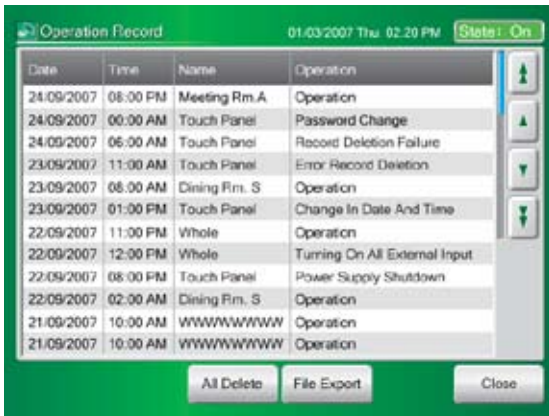 Operation Record 01/03/2007 Thu 02:20 PM State: On
Date Time Name Operation
24/09/2007 08:00 PM Meeting Rm.A Operation
24/09/2007 00:00 AM Touch Panel Password Change
24/09/2007 06:00 AM Touch Panel Record Deletion Failure
23/09/2007 11:00 AM Touch Panel Error Record Deletion
23/09/2007 08:00 AM Dining Rm. S Operation
23/09/2007 01:00 PM Touch Panel Change In Date And Time
22/09/2007 11:00 PM Whole Operation
22/09/2007 12:00 PM Whole Turning On All External Input
22/09/2007 08:00 PM Touch Panel Power Supply Shutdown
22/09/2007 02:00 AM Dining Rm. S Operation
21/09/2007 10:00 AM Operation
21/09/2007 10:00 AM Operation
All Delete File Export Close